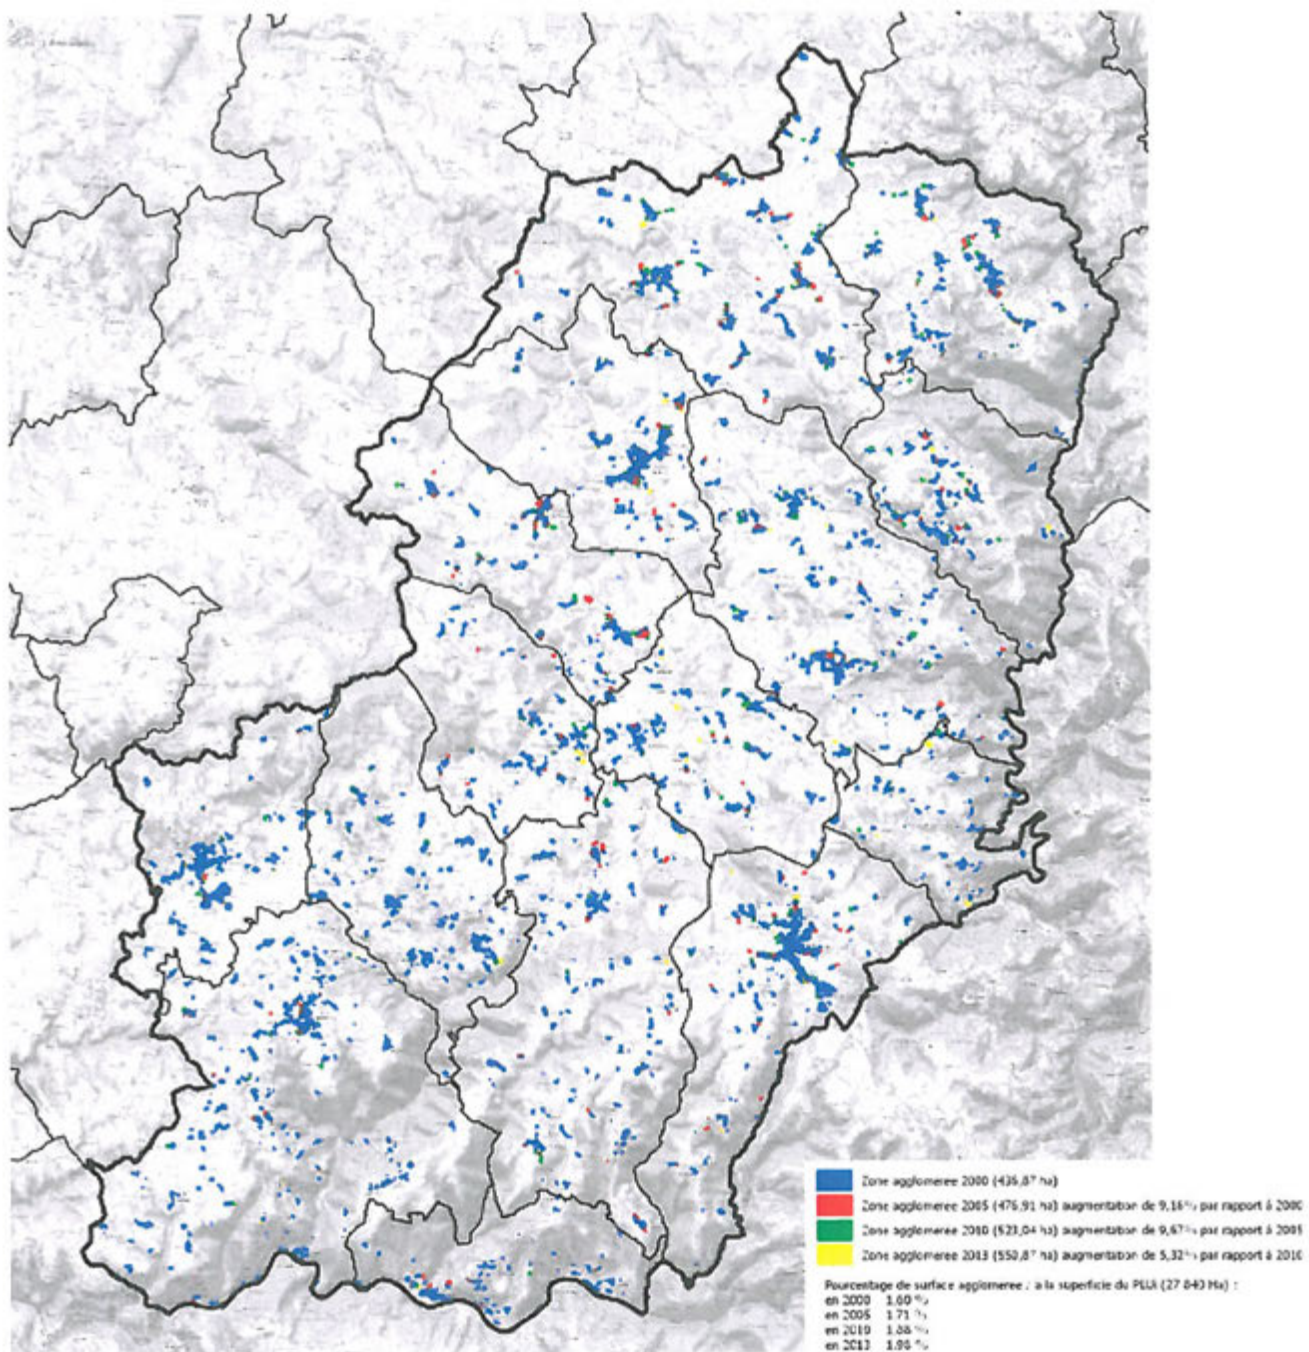 Zone agglomeree 2000 (436,87 ha)
Zone agglomeree 2005 (476,91 ha) augmentation de 9,16% par rapport à 2000
Zone agglomeree 2010 (523,04 ha) augmentation de 9,67% par rapport à 2005
Zone agglomeree 2013 (550,87 ha) augmentation de 5,32% par rapport à 2010
Pourcentage de surface agglomeree / a la superficie du PLUi (27 840 Ha) :
en 2000 1.60 %
en 2005 1.71 %
en 2010 1.88 %
en 2013 1.98 %